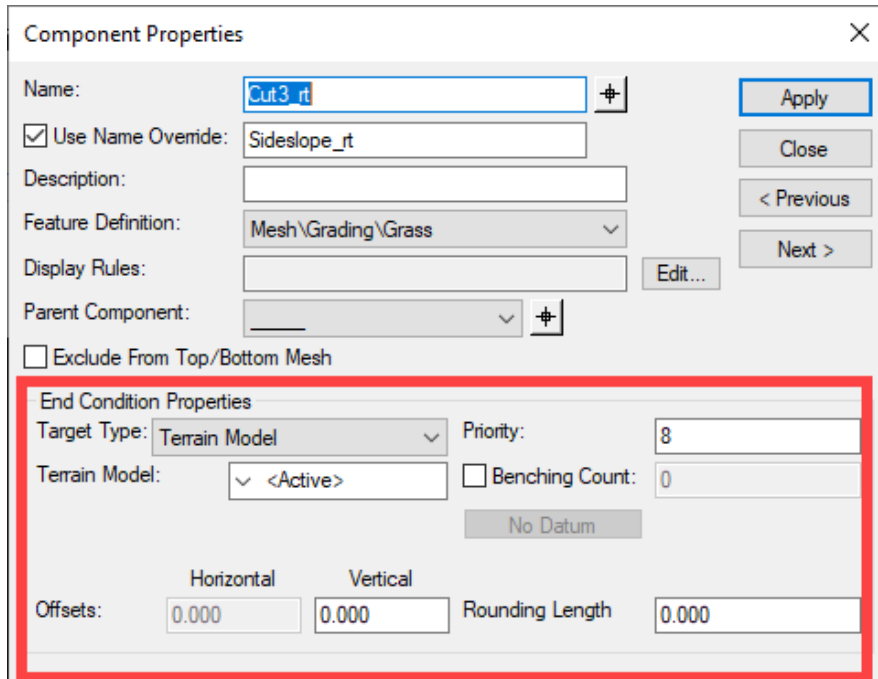 Component Properties
Name: Cut3_rt Apply
Use Name Override: Sideslope_rt Close
Description: < Previous
Feature Definition: Mesh\Grading\Grass Next >
Display Rules: Edit...
Parent Component: _____
Exclude From Top/Bottom Mesh
End Condition Properties
Target Type: Terrain Model Priority: 8
Terrain Model: <Active> Benching Count: 0
No Datum
Horizontal Vertical
Offsets: 0.000 0.000 Rounding Length 0.000